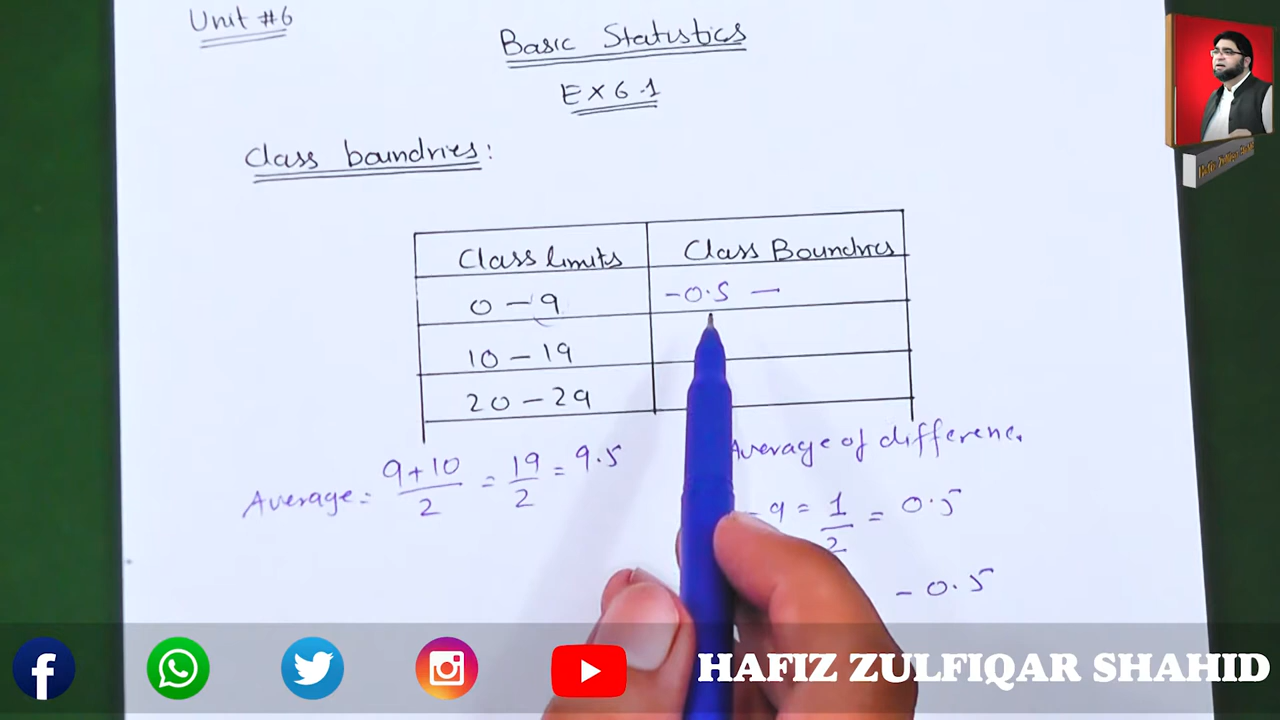 Unit #6
Basic Statistics
EX 6.1
Class boundries:
Class limits Class Boundries
0 – 9 -0.5 —
10 – 19
20 – 29
Average of difference.
Average = 9+10/2 = 19/2 = 9.5
- 9 = 1/2 = 0.5
- 0.5
HAFIZ ZULFIQAR SHAHID